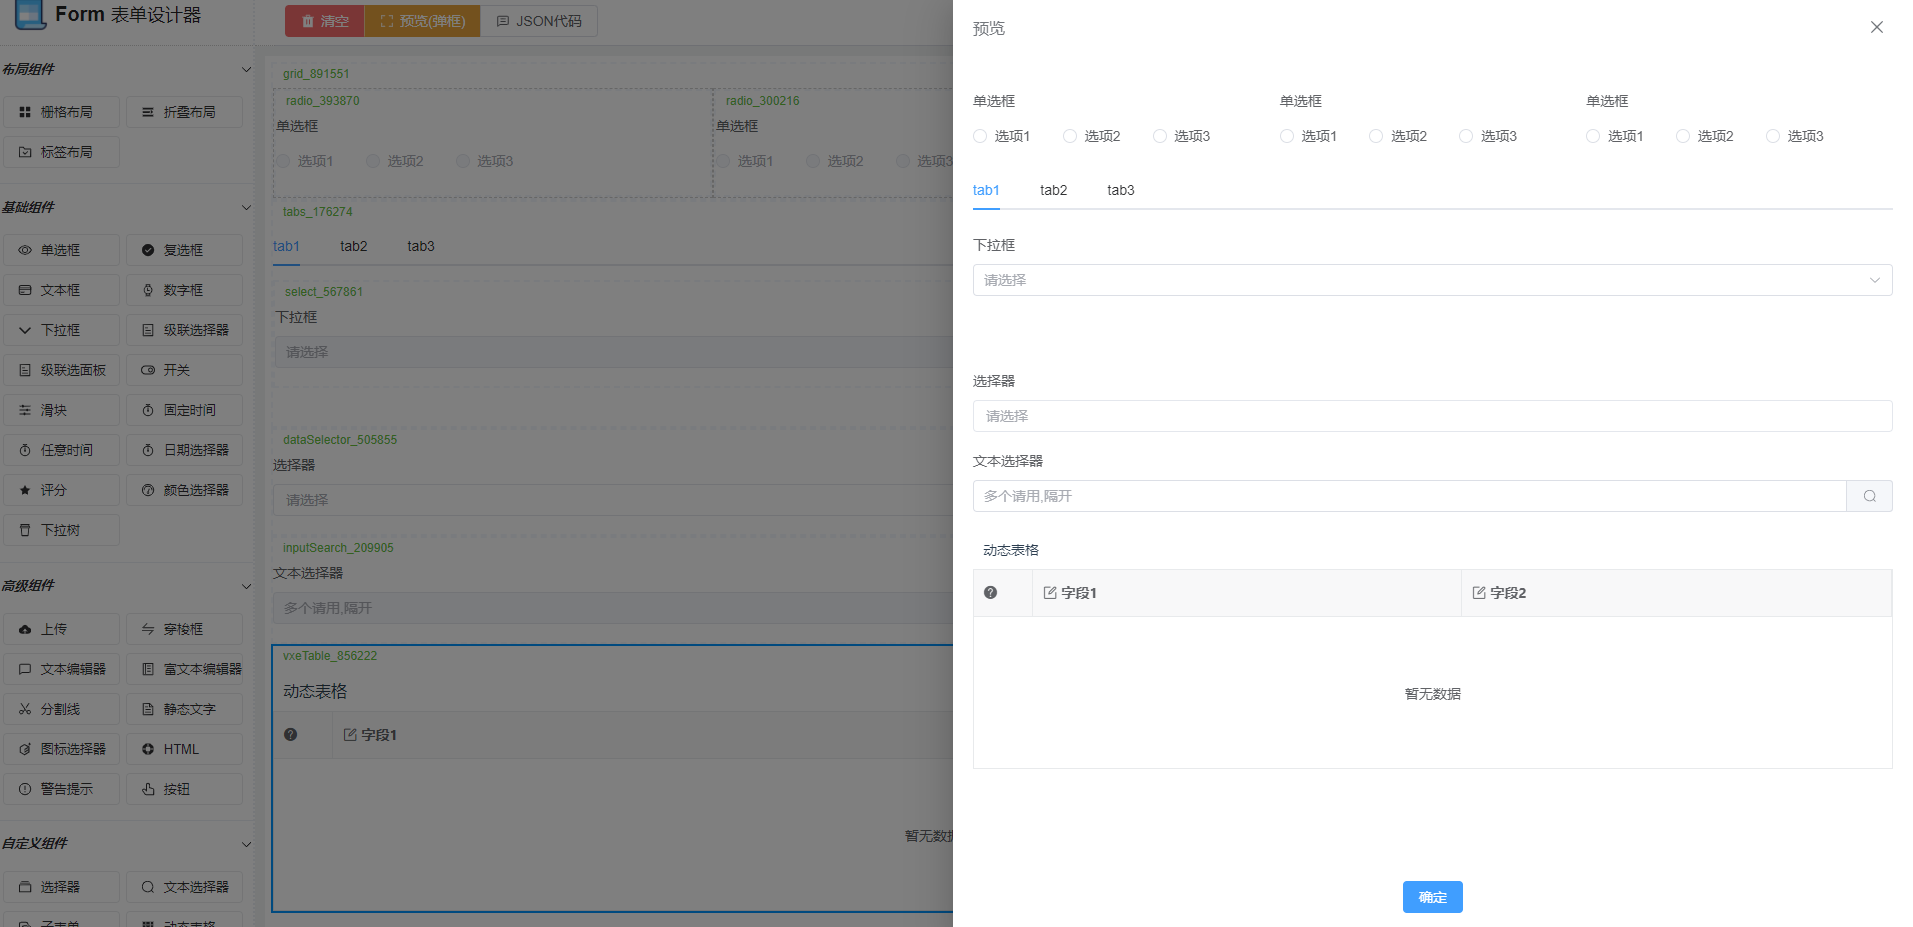 Form 表单设计器
清空
预览(弹框)
JSON代码
布局组件
栅格布局
折叠布局
标签布局
基础组件
单选框
复选框
文本框
数字框
下拉框
级联选择器
级联选面板
开关
滑块
固定时间
任意时间
日期选择器
评分
颜色选择器
下拉树
高级组件
上传
穿梭框
文本编辑器
富文本编辑器
分割线
静态文字
图标选择器
HTML
警告提示
按钮
自定义组件
选择器
文本选择器
子表单
动态表格
grid_891551
radio_393870
radio_300216
单选框
单选框
选项1 选项2 选项3
选项1 选项2 选项3
tabs_176274
tab1 tab2 tab3
select_567861
下拉框
请选择
dataSelector_505855
选择器
请选择
inputSearch_209905
文本选择器
多个请用,隔开
vxeTable_856222
动态表格
字段1
暂无数据
预览
单选框 单选框 单选框
选项1 选项2 选项3 选项1 选项2 选项3 选项1 选项2 选项3
tab1 tab2 tab3
下拉框
请选择
选择器
请选择
文本选择器
多个请用,隔开
动态表格
字段1 字段2
暂无数据
确定